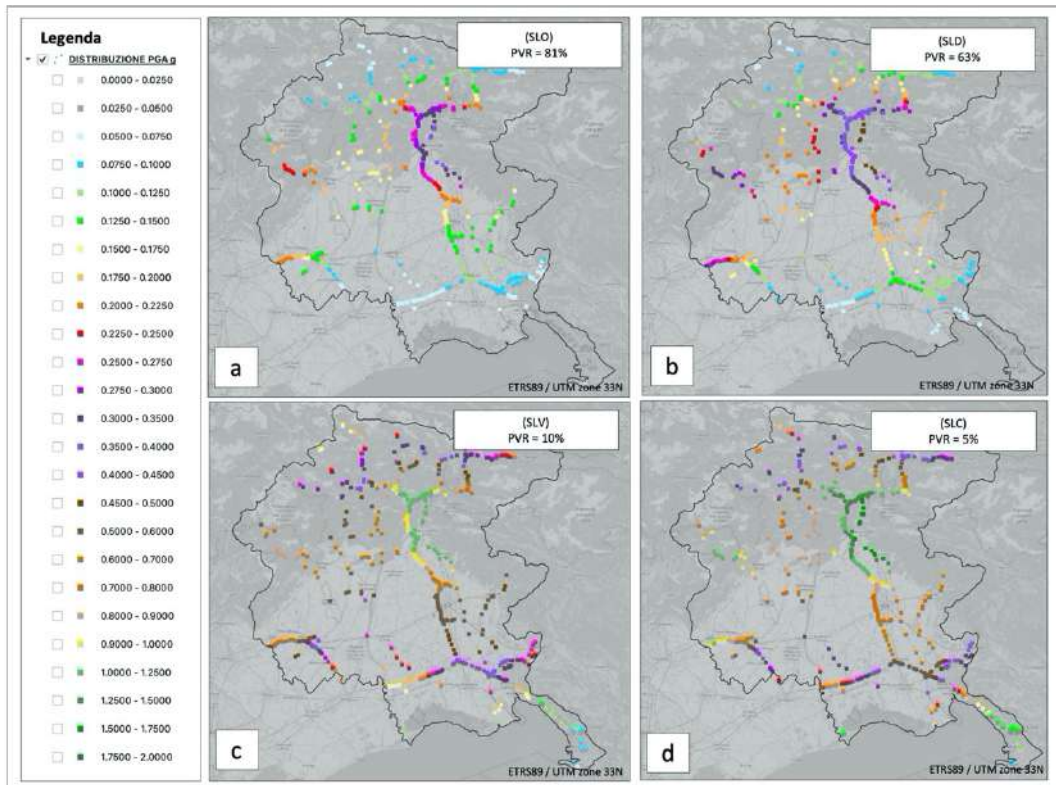 Legenda
DISTRIBUZIONE PGA g
0.0000 - 0.0250
0.0250 - 0.0500
0.0500 - 0.0750
0.0750 - 0.1000
0.1000 - 0.1250
0.1250 - 0.1500
0.1500 - 0.1750
0.1750 - 0.2000
0.2000 - 0.2250
0.2250 - 0.2500
0.2500 - 0.2750
0.2750 - 0.3000
0.3000 - 0.3500
0.3500 - 0.4000
0.4000 - 0.4500
0.4500 - 0.5000
0.5000 - 0.6000
0.6000 - 0.7000
0.7000 - 0.8000
0.8000 - 0.9000
0.9000 - 1.0000
1.0000 - 1.2500
1.2500 - 1.5000
1.5000 - 1.7500
1.7500 - 2.0000
(SLO)
PVR = 81%
a
ETRS89 / UTM zone 33N
(SLD)
PVR = 63%
b
ETRS89 / UTM zone 33N
(SLV)
PVR = 10%
c
ETRS89 / UTM zone 33N
(SLC)
PVR = 5%
d
ETRS89 / UTM zone 33N